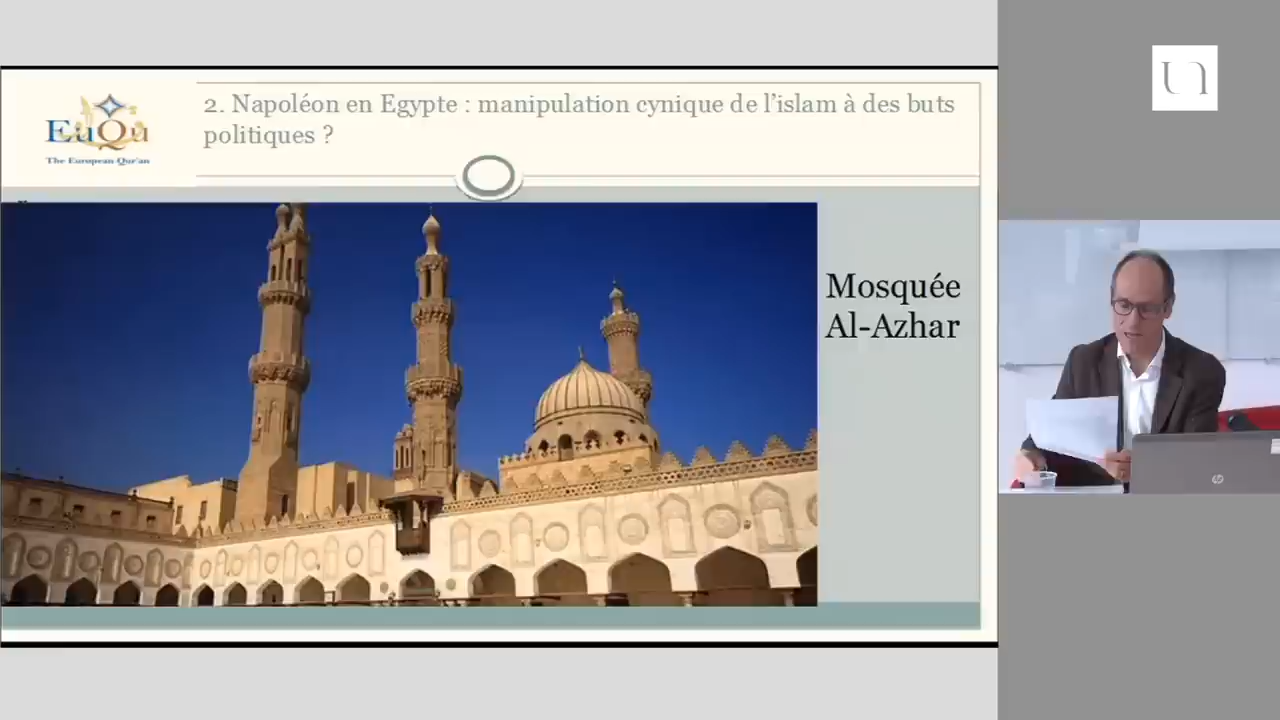 2. Napoléon en Egypte : manipulation cynique de l'islam à des buts
politiques ?
EuQu
The European Qur'an
Mosquée
Al-Azhar
hp